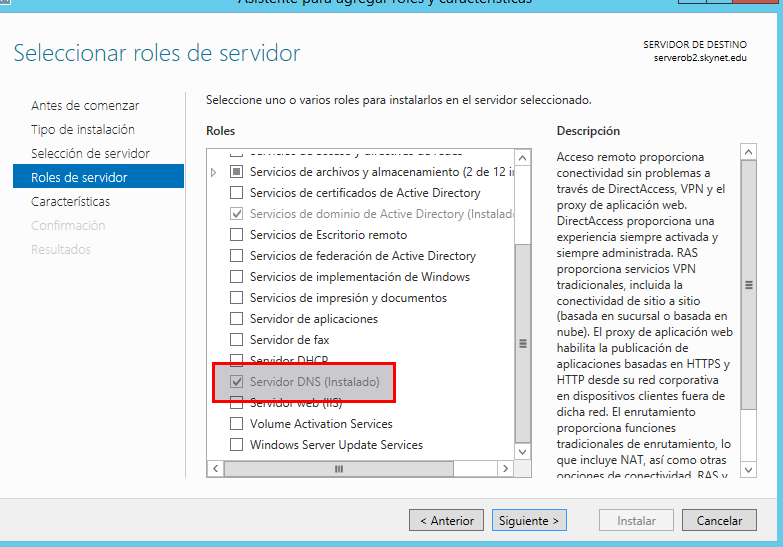 Asistente para agregar roles y características
Seleccionar roles de servidor
SERVIDOR DE DESTINO
serverob2.skynet.edu
Antes de comenzar
Tipo de instalación
Selección de servidor
Roles de servidor
Características
Confirmación
Resultados
Seleccione uno o varios roles para instalarlos en el servidor seleccionado.
Roles
Servicios de archivos y almacenamiento (2 de 12 in
Servicios de certificados de Active Directory
Servicios de dominio de Active Directory (Instalado
Servicios de Escritorio remoto
Servicios de federación de Active Directory
Servicios de implementación de Windows
Servicios de impresión y documentos
Servidor de aplicaciones
Servidor de fax
Servidor DHCP
Servidor DNS (Instalado)
Servidor web (IIS)
Volume Activation Services
Windows Server Update Services
Descripción
Acceso remoto proporciona
conectividad sin problemas a
través de DirectAccess, VPN y el
proxy de aplicación web.
DirectAccess proporciona una
experiencia siempre activada y
siempre administrada. RAS
proporciona servicios VPN
tradicionales, incluida la
conectividad de sitio a sitio
(basada en sucursal o basada en
nube). El proxy de aplicación web
habilita la publicación de
aplicaciones basadas en HTTPS y
HTTP desde su red corporativa
en dispositivos clientes fuera de
dicha red. El enrutamiento
proporciona funciones
tradicionales de enrutamiento, lo
que incluye NAT, así como otras
opciones de conectividad. RAS y
< Anterior
Siguiente >
Instalar
Cancelar